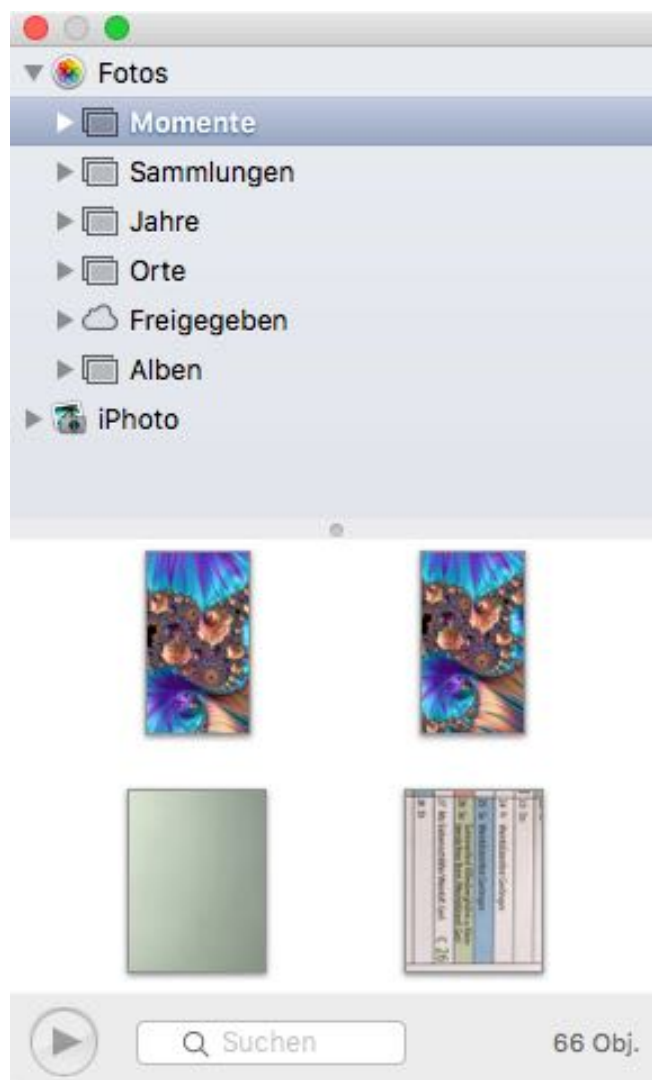 Fotos
Momente
Sammlungen
Jahre
Orte
Freigegeben
Alben
iPhoto
Suchen
66 Obj.